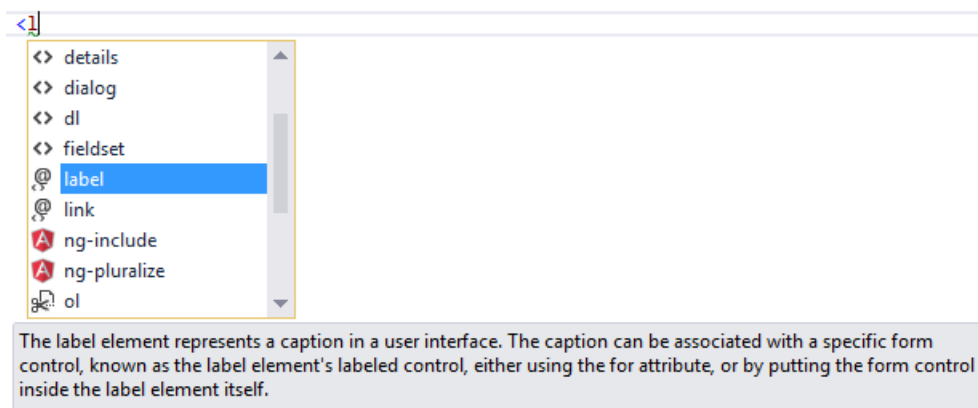 <l
details
dialog
dl
fieldset
label
link
ng-include
ng-pluralize
ol
The label element represents a caption in a user interface. The caption can be associated with a specific form
control, known as the label element's labeled control, either using the for attribute, or by putting the form control
inside the label element itself.